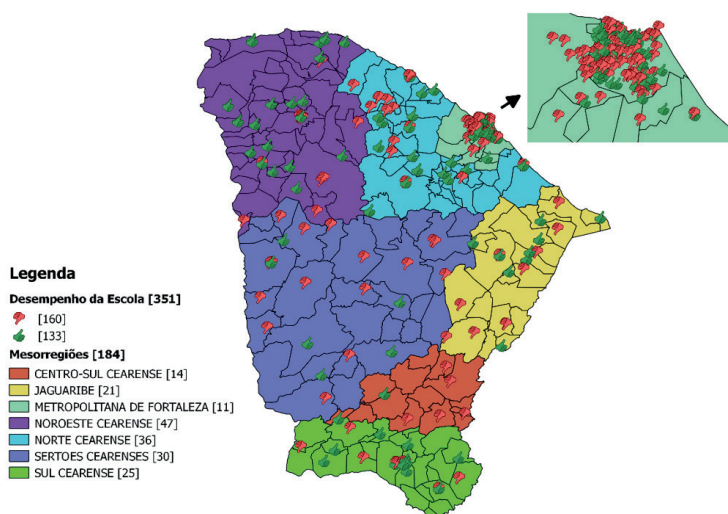 Legenda
Desempenho da Escola [351]
[160]
[133]
Mesorregiões [184]
CENTRO-SUL CEARENSE [14]
JAGUARIBE [21]
METROPOLITANA DE FORTALEZA [11]
NOROESTE CEARENSE [47]
NORTE CEARENSE [36]
SERTOES CEARENSES [30]
SUL CEARENSE [25]